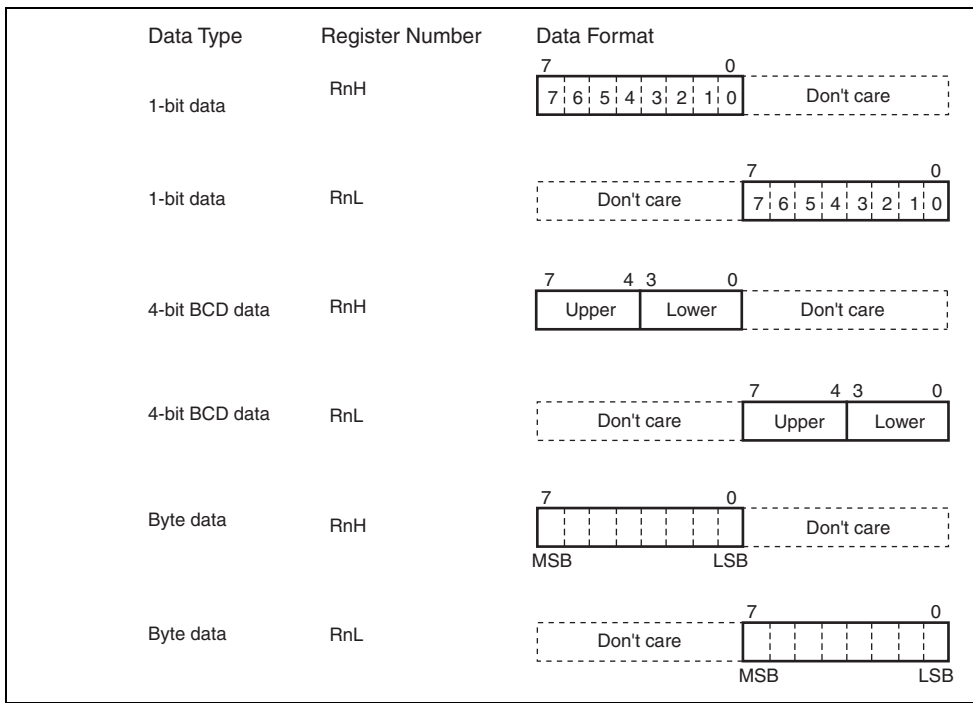 Data Type Register Number Data Format
7 0
1-bit data RnH 7 6 5 4 3 2 1 0 Don't care
7 0
1-bit data RnL Don't care 7 6 5 4 3 2 1 0
7 4 3 0
4-bit BCD data RnH Upper Lower Don't care
7 4 3 0
4-bit BCD data RnL Don't care Upper Lower
7 0
Byte data RnH Don't care
MSB LSB
7 0
Byte data RnL Don't care
MSB LSB